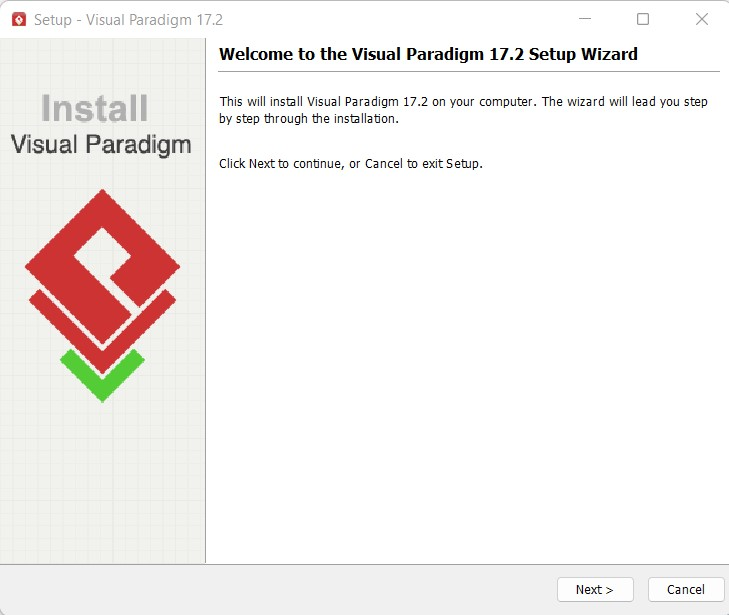 Setup - Visual Paradigm 17.2
Install
Visual Paradigm
Welcome to the Visual Paradigm 17.2 Setup Wizard
This will install Visual Paradigm 17.2 on your computer. The wizard will lead you step
by step through the installation.
Click Next to continue, or Cancel to exit Setup.
Next >
Cancel